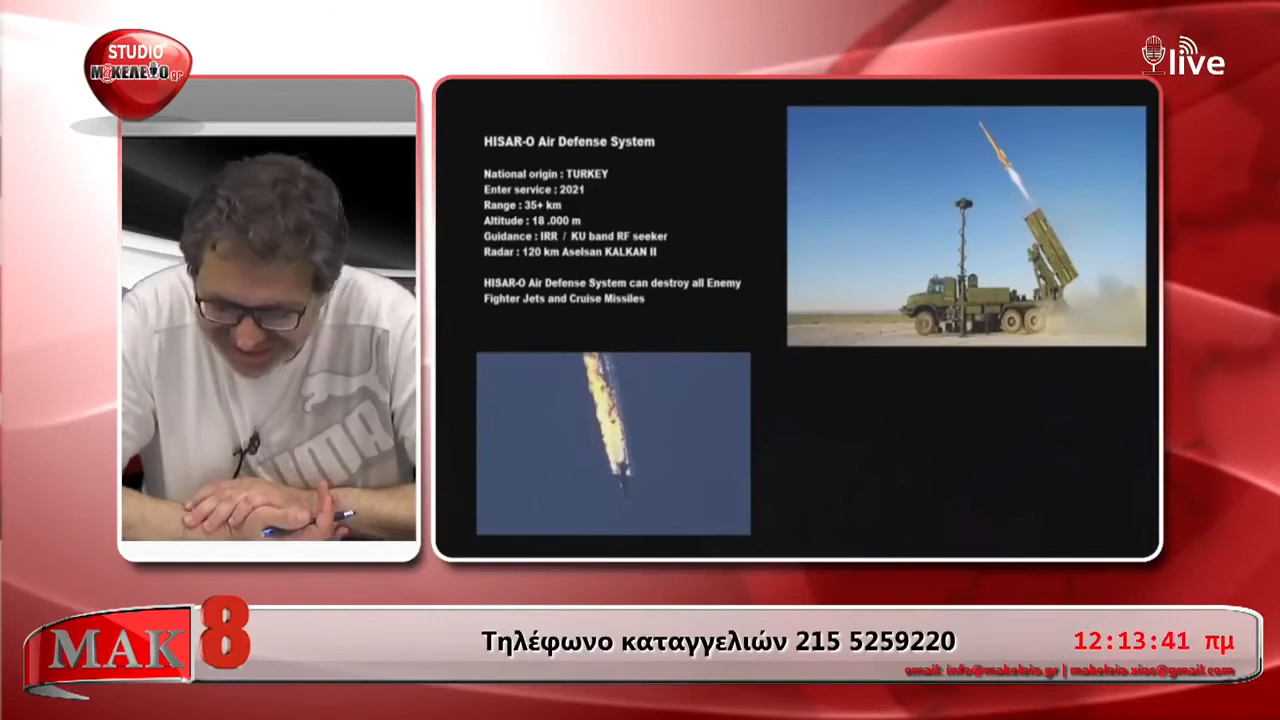 STUDIO
ΜΑΚΕΛΕΙΟ.gr
live
HISAR-O Air Defense System
National origin : TURKEY
Enter service : 2021
Range : 35+ km
Altitude : 18 .000 m
Guidance : IRR / KU band RF seeker
Radar : 120 km Aselsan KALKAN II
HISAR-O Air Defense System can destroy all Enemy
Fighter Jets and Cruise Missiles
PUMA
MAK 8
Τηλέφωνο καταγγελιών 215 5259220
12:13:41 πμ
email: info@makeleio.gr | makeleio.xios@gmail.com